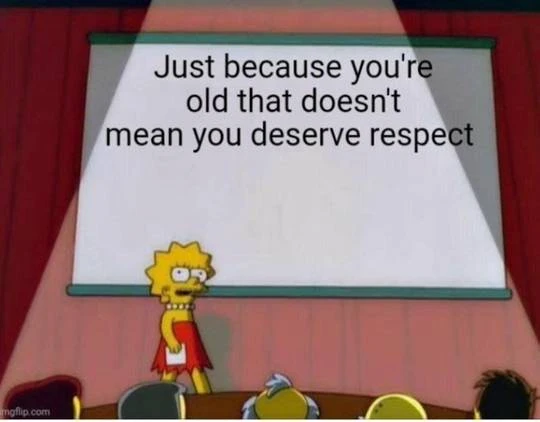 Just because you're
old that doesn't
mean you deserve respect
imgflip.com